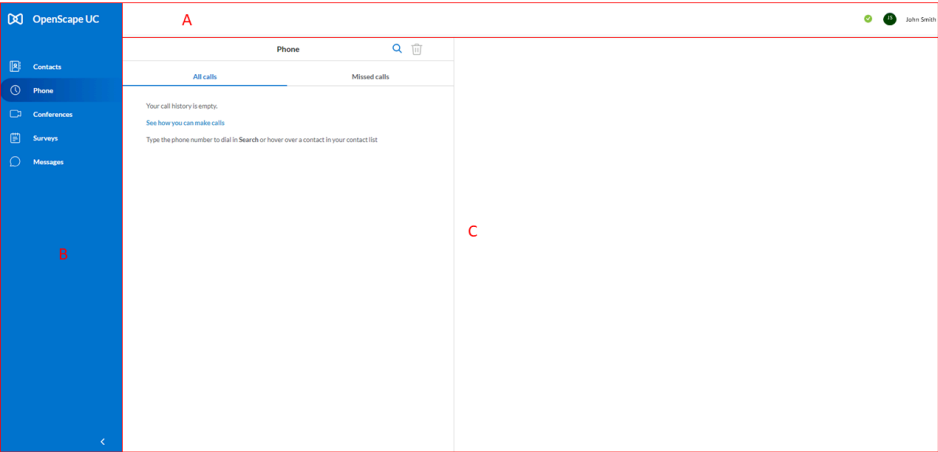 OpenScape UC
A
JS
John Smith
Phone
Contacts
Phone
Conferences
Surveys
Messages
All calls
Missed calls
Your call history is empty.
See how you can make calls
Type the phone number to dial in Search or hover over a contact in your contact list
B
C